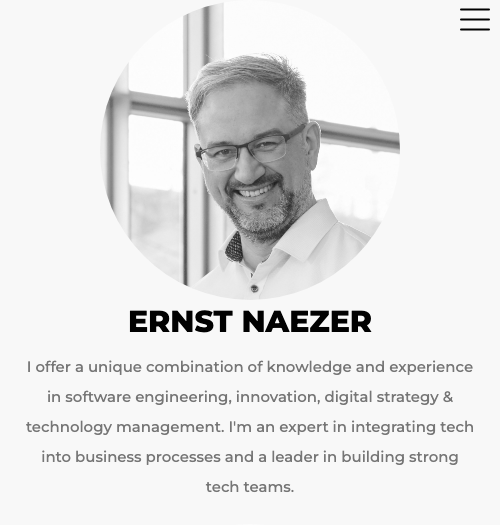 ERNST NAEZER
I offer a unique combination of knowledge and experience
in software engineering, innovation, digital strategy &
technology management. I'm an expert in integrating tech
into business processes and a leader in building strong
tech teams.